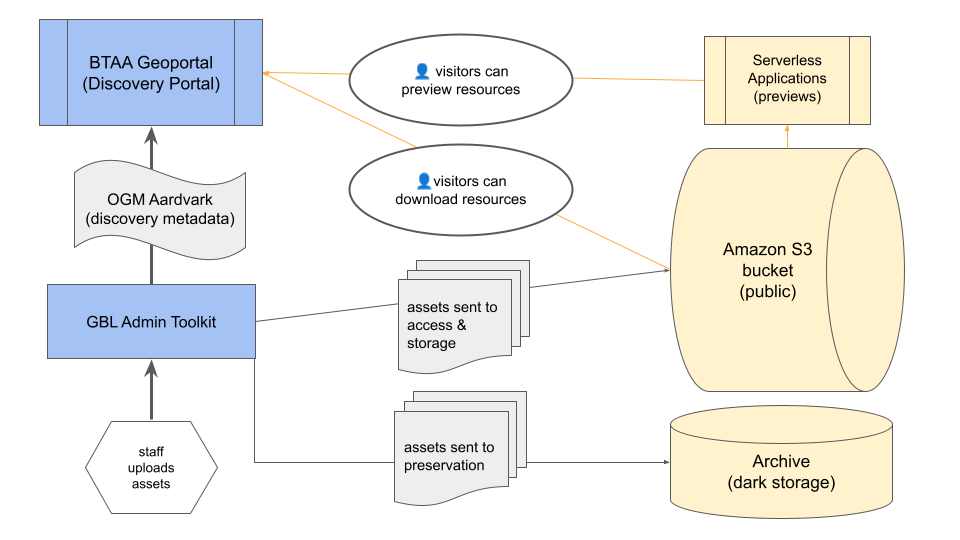 BTAA Geoportal
(Discovery Portal)
visitors can
preview resources
Serverless
Applications
(previews)
visitors can
download resources
OGM Aardvark
(discovery metadata)
Amazon S3
bucket
(public)
GBL Admin Toolkit
assets sent to
access &
storage
staff
uploads
assets
assets sent to
preservation
Archive
(dark storage)